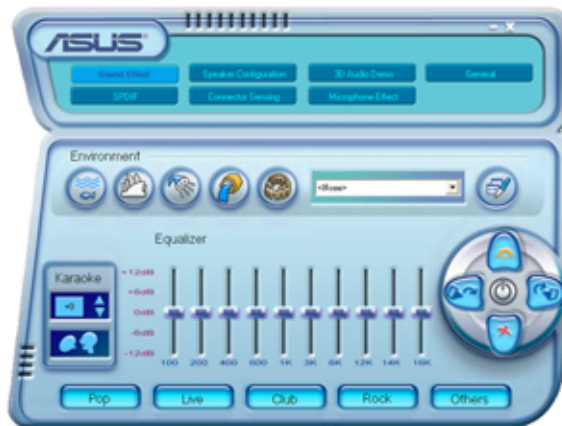 ASUS
Sound Effect Speaker Configuration 3D Audio Demo General
SPDIF Connector Sensing Microphone Effect
Environment
<None>
Equalizer
Karaoke
+0
+12dB
+6dB
0dB
-6dB
-12dB
100 200 400 600 1K 3K 6K 12K 14K 16K
Pop Live Club Rock Others